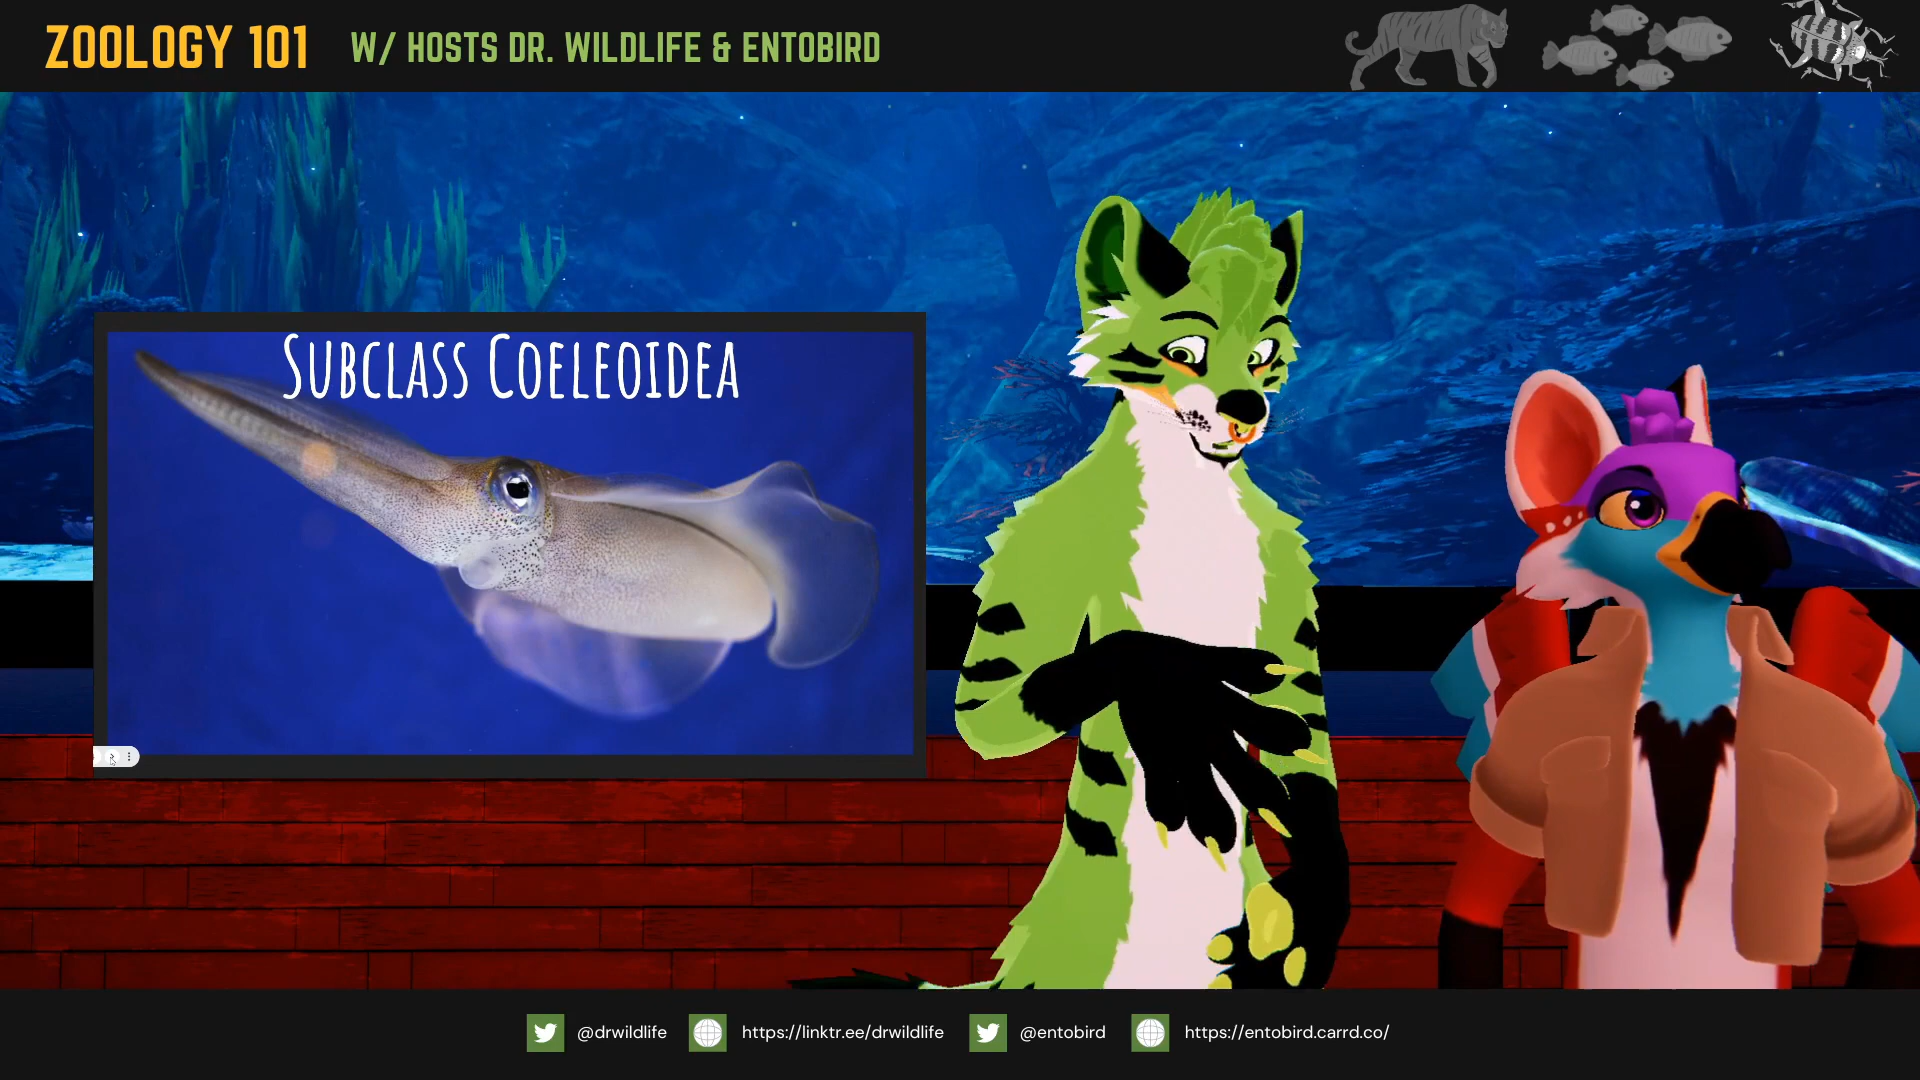 ZOOLOGY 101 W/ HOSTS DR. WILDLIFE & ENTOBIRD
SUBCLASS COELEOIDEA
@drwildlife https://linktr.ee/drwildlife @entobird https://entobird.carrd.co/